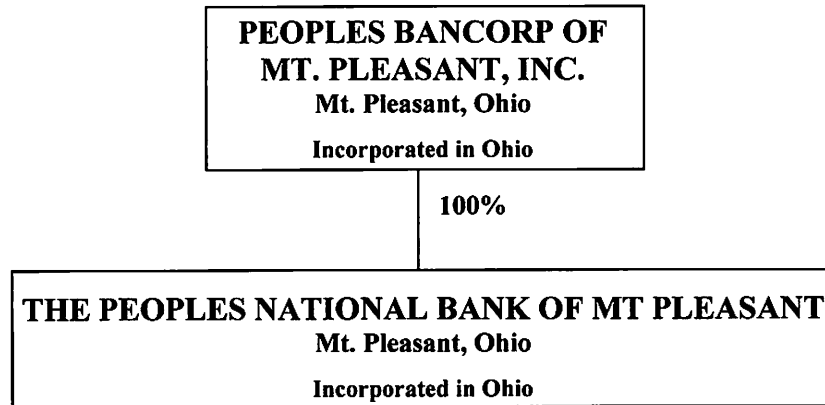 PEOPLES BANCORP OF
MT. PLEASANT, INC.
Mt. Pleasant, Ohio
Incorporated in Ohio
100%
THE PEOPLES NATIONAL BANK OF MT PLEASANT
Mt. Pleasant, Ohio
Incorporated in Ohio